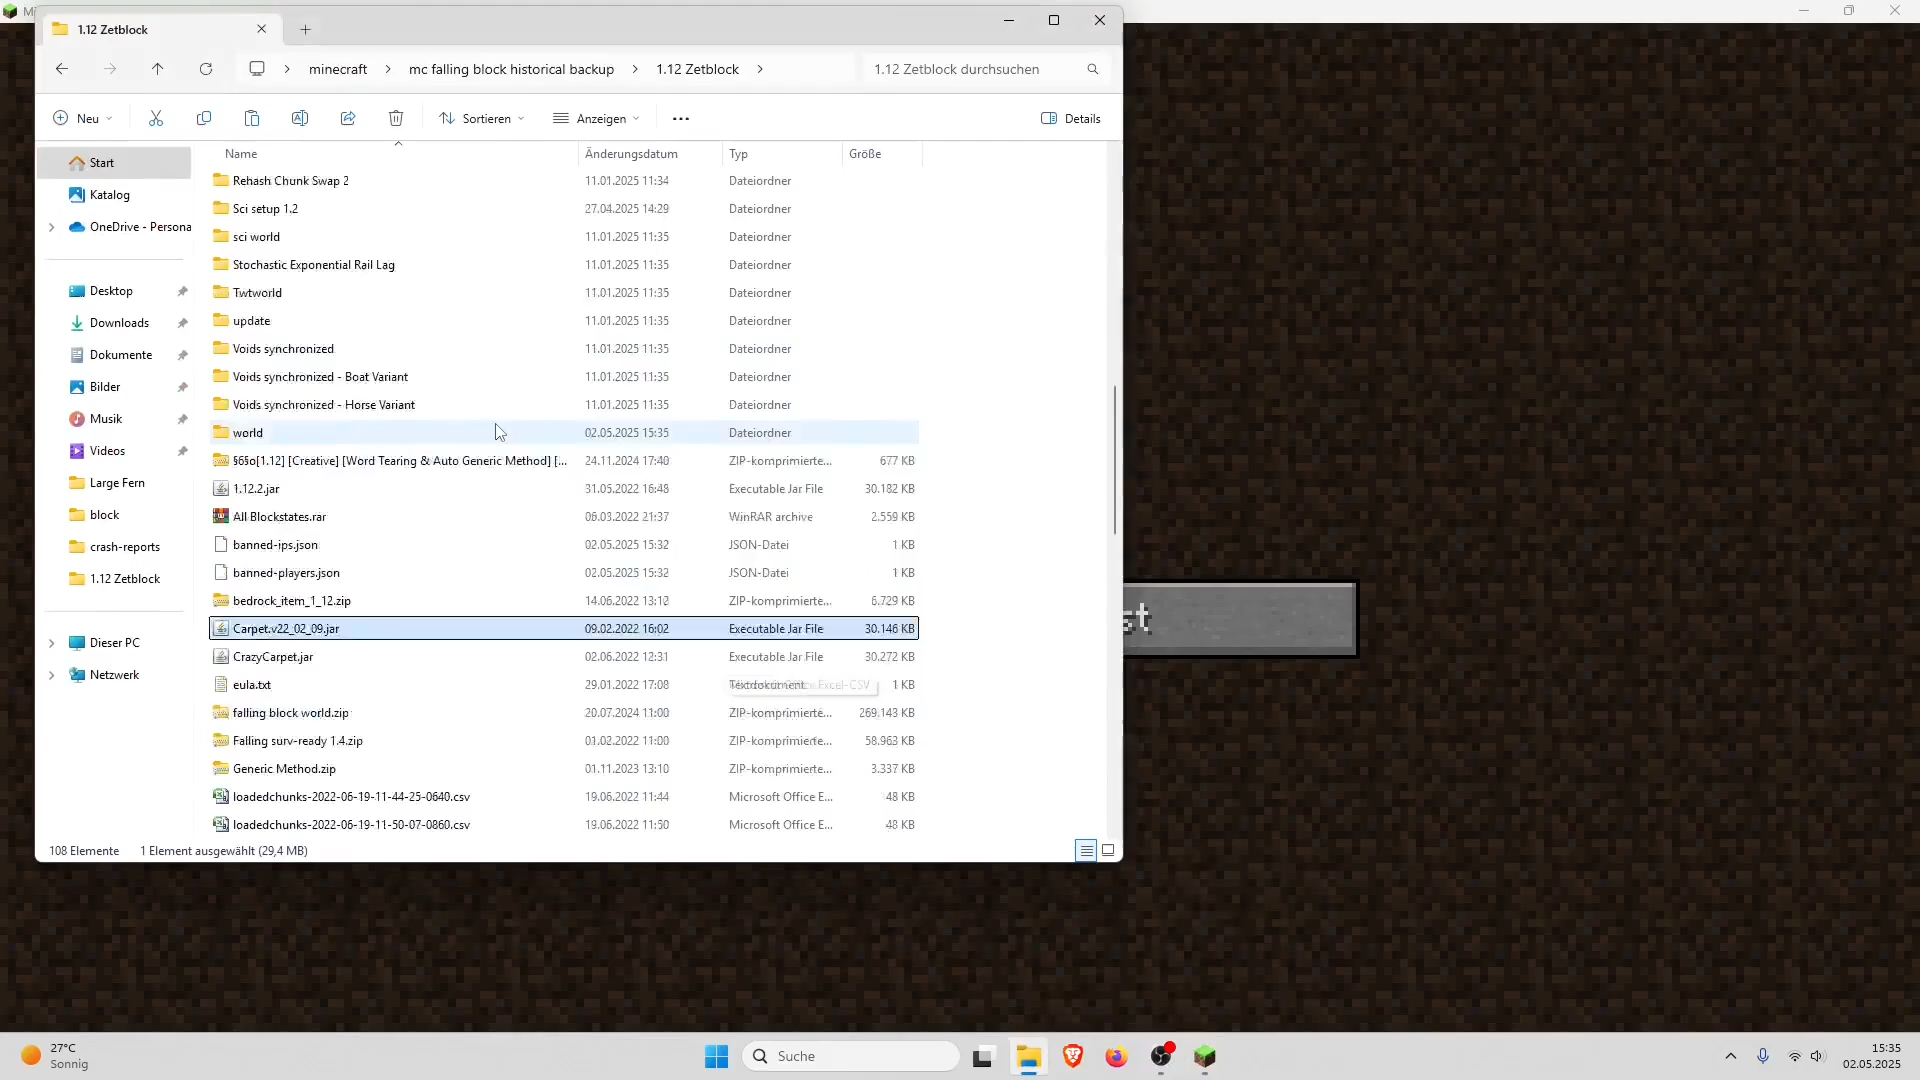 1.12 Zetblock
minecraft
mc falling block historical backup
1.12 Zetblock
1.12 Zetblock durchsuchen
Neu
Sortieren
Anzeigen
Details
Name
Änderungsdatum
Typ
Größe
Start
Katalog
OneDrive - Persona
Desktop
Downloads
Dokumente
Bilder
Musik
Videos
Large Fern
block
crash-reports
1.12 Zetblock
Dieser PC
Netzwerk
Rehash Chunk Swap 2 11.01.2025 11:34 Dateiordner
Sci setup 1.2 27.04.2025 14:29 Dateiordner
sci world 11.01.2025 11:35 Dateiordner
Stochastic Exponential Rail Lag 11.01.2025 11:35 Dateiordner
Twtworld 11.01.2025 11:35 Dateiordner
update 11.01.2025 11:35 Dateiordner
Voids synchronized 11.01.2025 11:35 Dateiordner
Voids synchronized - Boat Variant 11.01.2025 11:35 Dateiordner
Voids synchronized - Horse Variant 11.01.2025 11:35 Dateiordner
world 02.05.2025 15:35 Dateiordner
§6§o[1.12] [Creative] [Word Tearing & Auto Generic Method] [... 24.11.2024 17:40 ZIP-komprimierte... 677 KB
1.12.2.jar 31.05.2022 16:48 Executable Jar File 30.182 KB
All Blockstates.rar 06.03.2022 21:37 WinRAR archive 2.559 KB
banned-ips.json 02.05.2025 15:32 JSON-Datei 1 KB
banned-players.json 02.05.2025 15:32 JSON-Datei 1 KB
bedrock_item_1_12.zip 14.06.2022 13:12 ZIP-komprimierte... 6.729 KB
Carpet.v22_02_09.jar 09.02.2022 16:02 Executable Jar File 30.146 KB
CrazyCarpet.jar 02.06.2022 12:31 Executable Jar File 30.272 KB
eula.txt 29.01.2022 17:08 Textdokument 1 KB
falling block world.zip 20.07.2024 11:00 ZIP-komprimierte... 269.143 KB
Falling surv-ready 1.4.zip 01.02.2022 11:00 ZIP-komprimierte... 58.963 KB
Generic Method.zip 01.11.2023 13:10 ZIP-komprimierte... 3.337 KB
loadedchunks-2022-06-19-11-44-25-0640.csv 19.06.2022 11:44 Microsoft Office E... 48 KB
loadedchunks-2022-06-19-11-50-07-0860.csv 19.06.2022 11:50 Microsoft Office E... 48 KB
108 Elemente
1 Element ausgewählt (29,4 MB)
st
27°C
Sonnig
Suche
15:35
02.05.2025